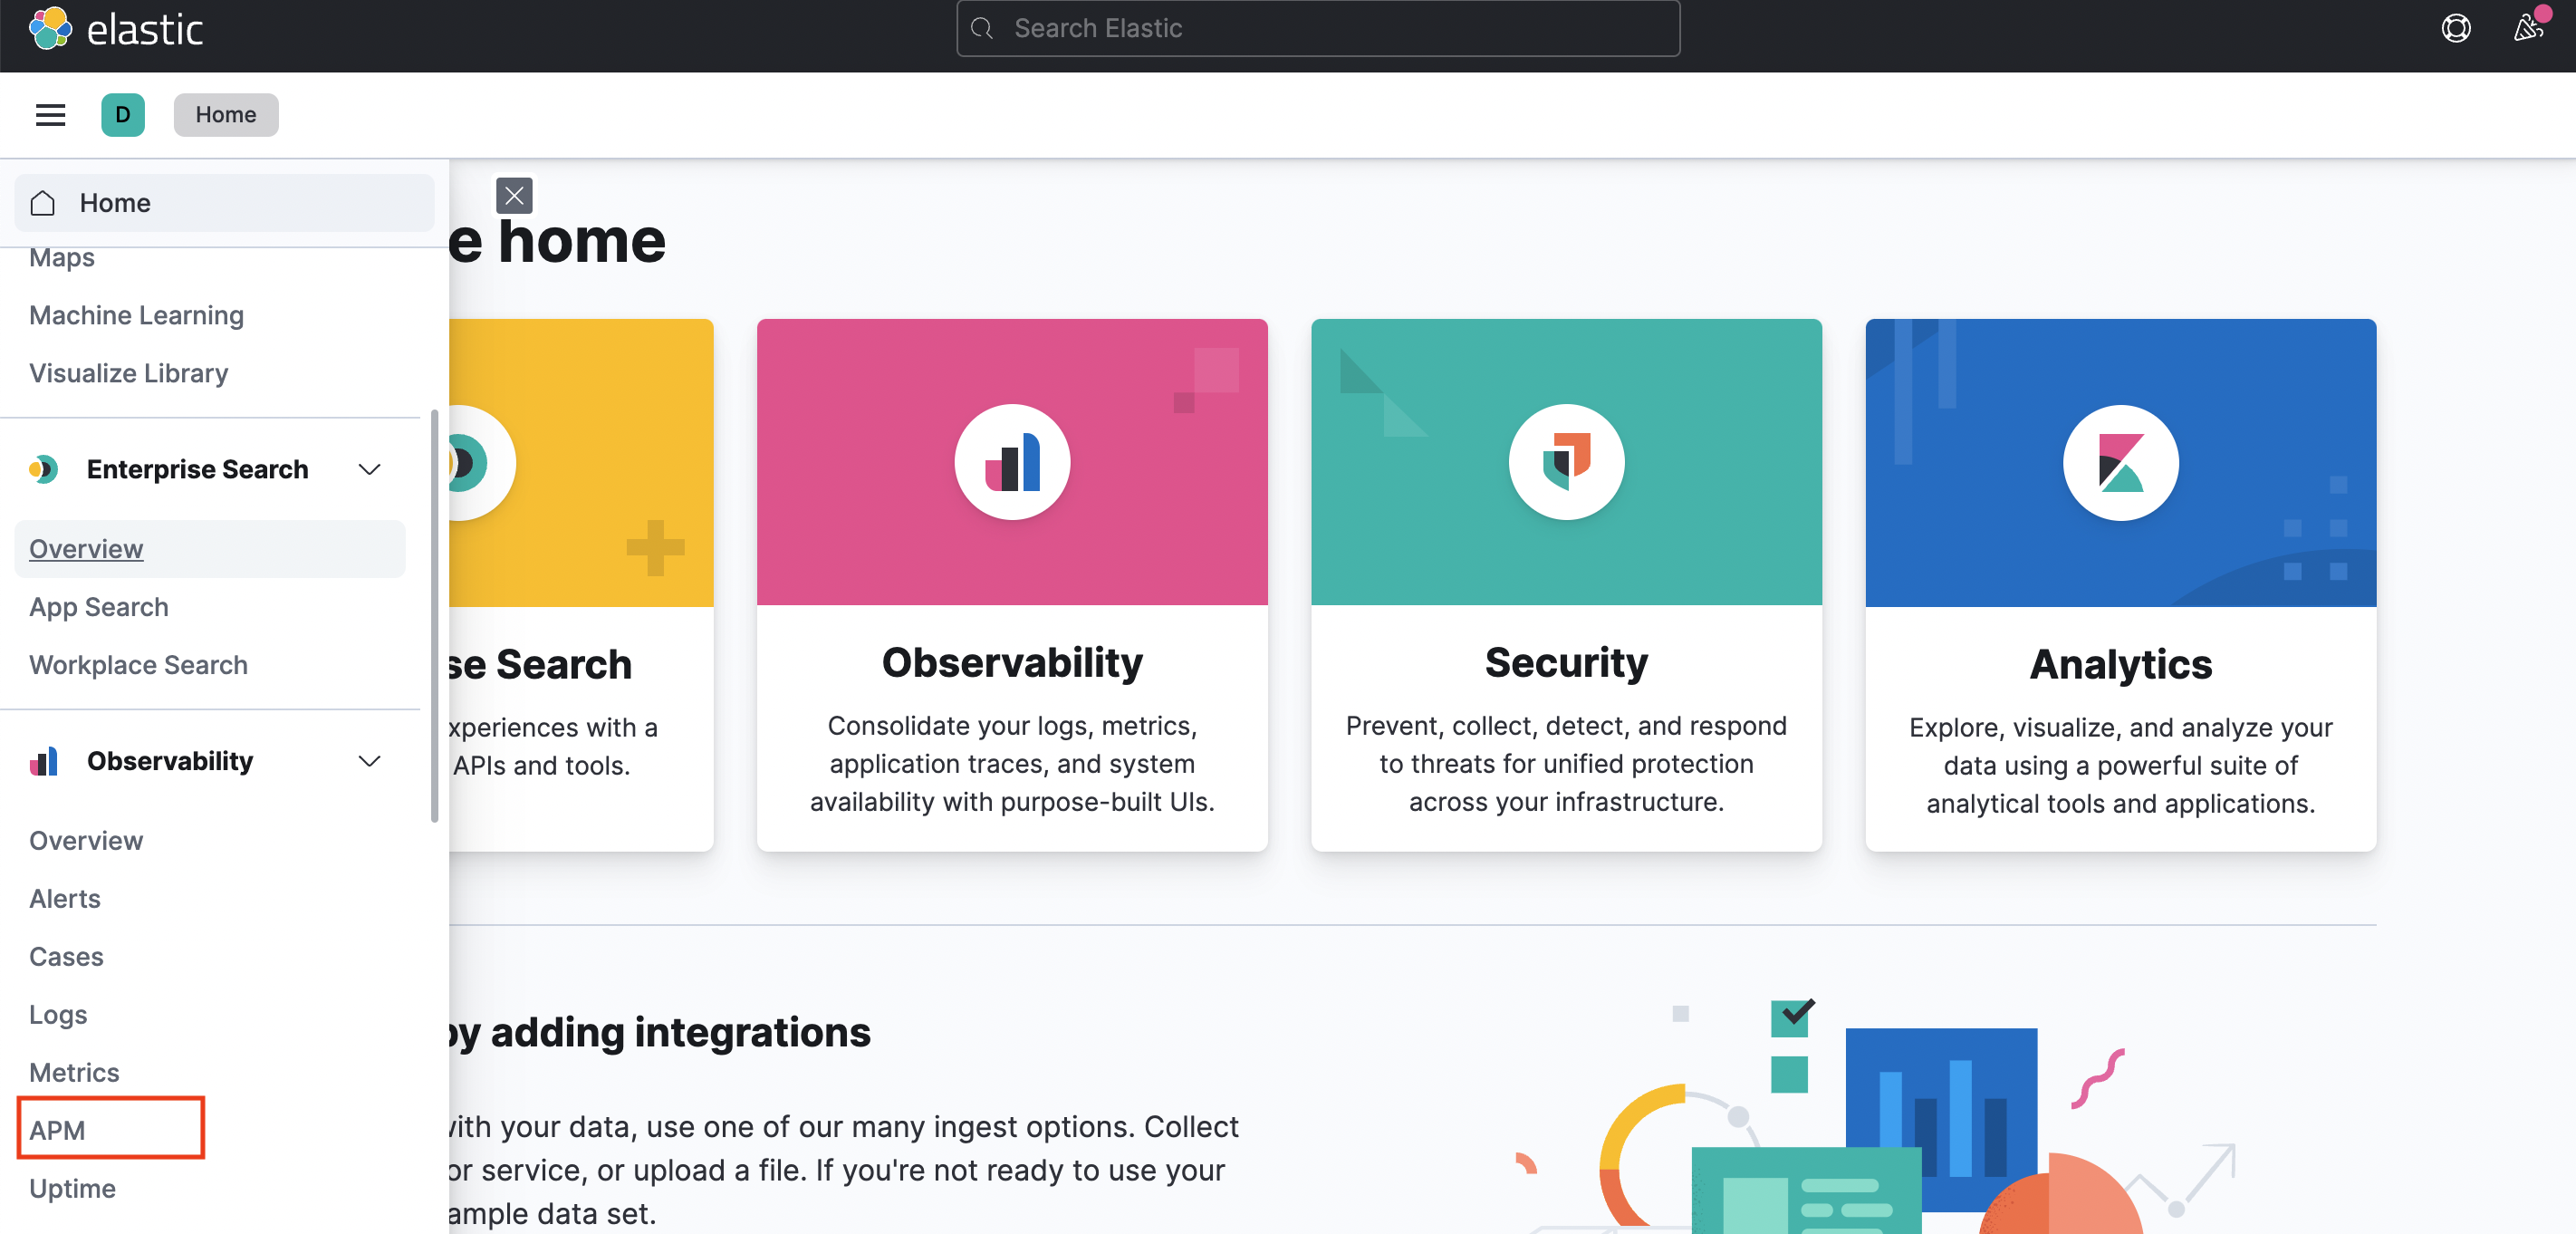 elastic
Search Elastic
D
Home
Home
Maps
Machine Learning
Visualize Library
Enterprise Search
Overview
App Search
Workplace Search
Observability
Overview
Alerts
Cases
Logs
Metrics
APM
Uptime
e home
se Search
xperiences with a
APIs and tools.
Observability
Consolidate your logs, metrics,
application traces, and system
availability with purpose-built UIs.
Security
Prevent, collect, detect, and respond
to threats for unified protection
across your infrastructure.
Analytics
Explore, visualize, and analyze your
data using a powerful suite of
analytical tools and applications.
by adding integrations
with your data, use one of our many ingest options. Collect
or service, or upload a file. If you're not ready to use your
ample data set.